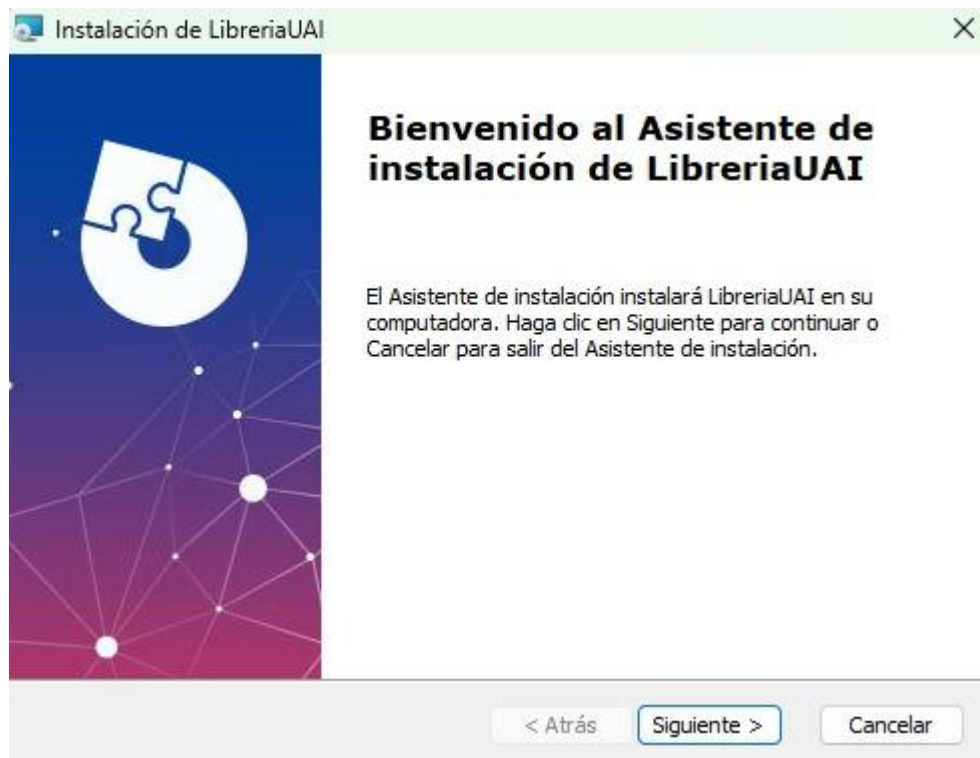 Instalación de LibreriaUAI
Bienvenido al Asistente de
instalación de LibreriaUAI
El Asistente de instalación instalará LibreriaUAI en su
computadora. Haga clic en Siguiente para continuar o
Cancelar para salir del Asistente de instalación.
< Atrás Siguiente > Cancelar